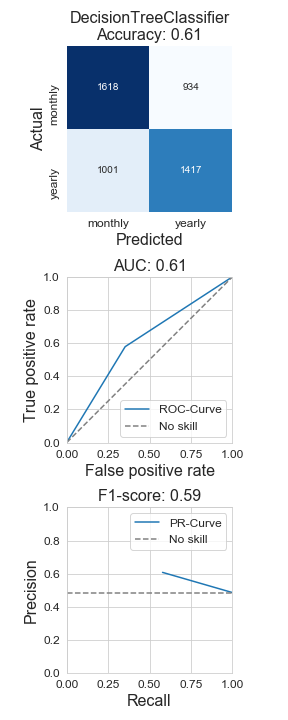 DecisionTreeClassifier
Accuracy: 0.61
Actual
monthly
1618
934
yearly
1001
1417
monthly
yearly
Predicted
AUC: 0.61
True positive rate
1.0
0.8
0.6
0.4
0.2
0.0
ROC-Curve
No skill
0.00
0.25
0.50
0.75
1.00
False positive rate
F1-score: 0.59
Precision
1.0
0.8
0.6
0.4
0.2
0.0
PR-Curve
No skill
0.00
0.25
0.50
0.75
1.00
Recall